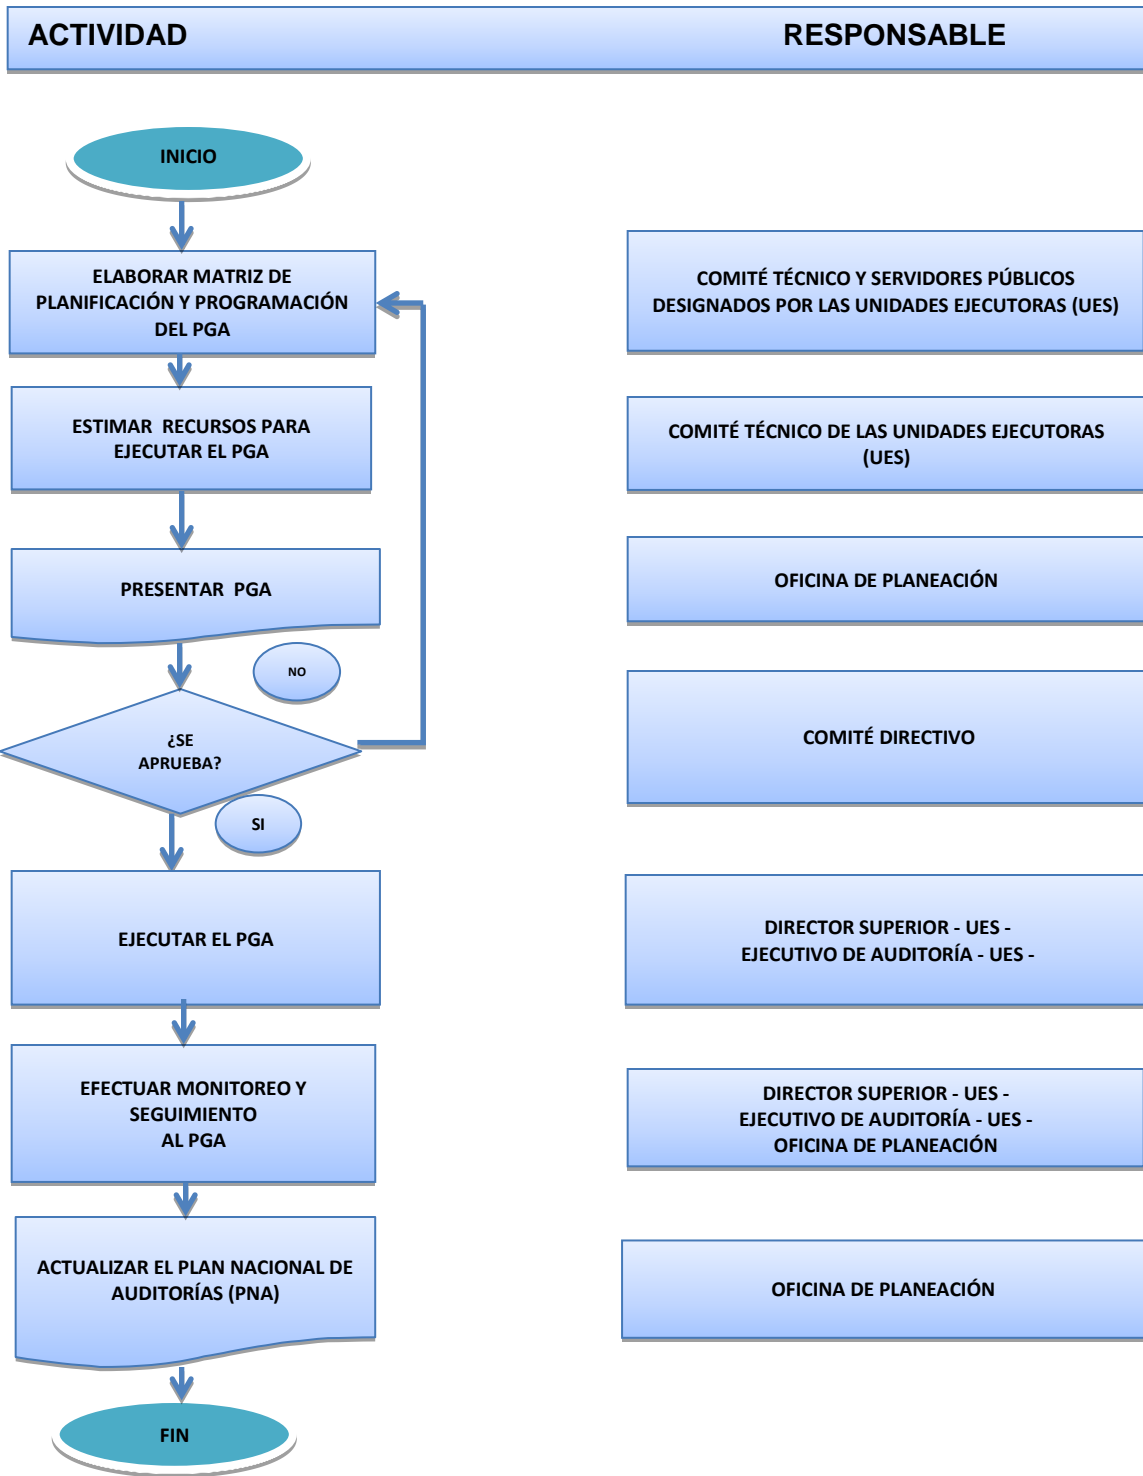 ACTIVIDAD RESPONSABLE
INICIO
ELABORAR MATRIZ DE
PLANIFICACIÓN Y PROGRAMACIÓN
DEL PGA
COMITÉ TÉCNICO Y SERVIDORES PÚBLICOS
DESIGNADOS POR LAS UNIDADES EJECUTORAS (UES)
ESTIMAR RECURSOS PARA
EJECUTAR EL PGA
COMITÉ TÉCNICO DE LAS UNIDADES EJECUTORAS
(UES)
PRESENTAR PGA
OFICINA DE PLANEACIÓN
NO
¿SE
APRUEBA?
COMITÉ DIRECTIVO
SI
EJECUTAR EL PGA
DIRECTOR SUPERIOR - UES -
EJECUTIVO DE AUDITORÍA - UES -
EFECTUAR MONITOREO Y
SEGUIMIENTO
AL PGA
DIRECTOR SUPERIOR - UES -
EJECUTIVO DE AUDITORÍA - UES -
OFICINA DE PLANEACIÓN
ACTUALIZAR EL PLAN NACIONAL DE
AUDITORÍAS (PNA)
OFICINA DE PLANEACIÓN
FIN